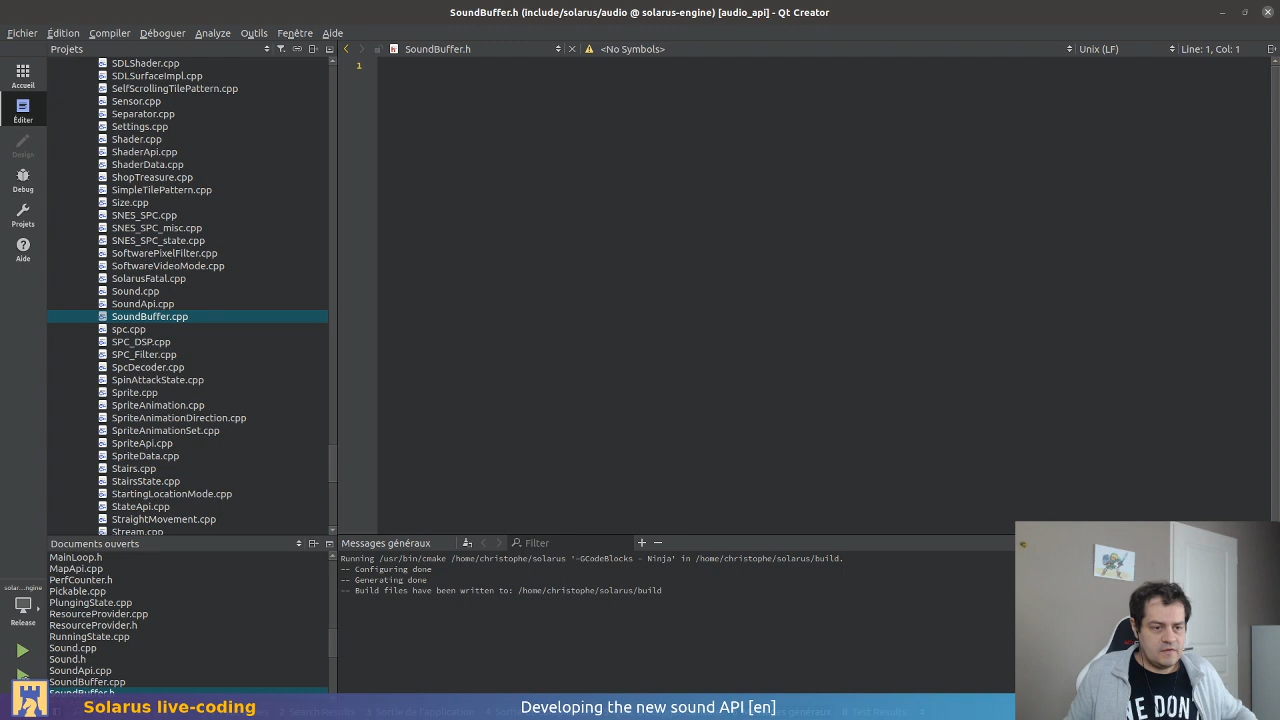 SoundBuffer.h (include/solarus/audio @ solarus-engine) [audio_api] - Qt Creator
Fichier Édition Compiler Déboguer Analyze Outils Fenêtre Aide
Projets
SoundBuffer.h
<No Symbols>
Unix (LF)
Line: 1, Col: 1
Accueil
Éditer
Design
Debug
Projets
Aide
SDLShader.cpp
SDLSurfaceImpl.cpp
SelfScrollingTilePattern.cpp
Sensor.cpp
Separator.cpp
Settings.cpp
Shader.cpp
ShaderApi.cpp
ShaderData.cpp
ShopTreasure.cpp
SimpleTilePattern.cpp
Size.cpp
SNES_SPC.cpp
SNES_SPC_misc.cpp
SNES_SPC_state.cpp
SoftwarePixelFilter.cpp
SoftwareVideoMode.cpp
SolarusFatal.cpp
Sound.cpp
SoundApi.cpp
SoundBuffer.cpp
spc.cpp
SPC_DSP.cpp
SPC_Filter.cpp
SpcDecoder.cpp
SpinAttackState.cpp
Sprite.cpp
SpriteAnimation.cpp
SpriteAnimationDirection.cpp
SpriteAnimationSet.cpp
SpriteApi.cpp
SpriteData.cpp
Stairs.cpp
StairsState.cpp
StartingLocationMode.cpp
StateApi.cpp
StraightMovement.cpp
Stream.cpp
1
Documents ouverts
MainLoop.h
MapApi.cpp
PerfCounter.h
Pickable.cpp
PlungingState.cpp
ResourceProvider.cpp
ResourceProvider.h
RunningState.cpp
Sound.cpp
Sound.h
SoundApi.cpp
SoundBuffer.cpp
SoundBuffer.h
solar…ngine
Release
Messages généraux
Filter
Running /usr/bin/cmake /home/christophe/solarus '-GCodeBlocks - Ninja' in /home/christophe/solarus/build.
-- Configuring done
-- Generating done
-- Build files have been written to: /home/christophe/solarus/build
Solarus live-coding
Developing the new sound API [en]